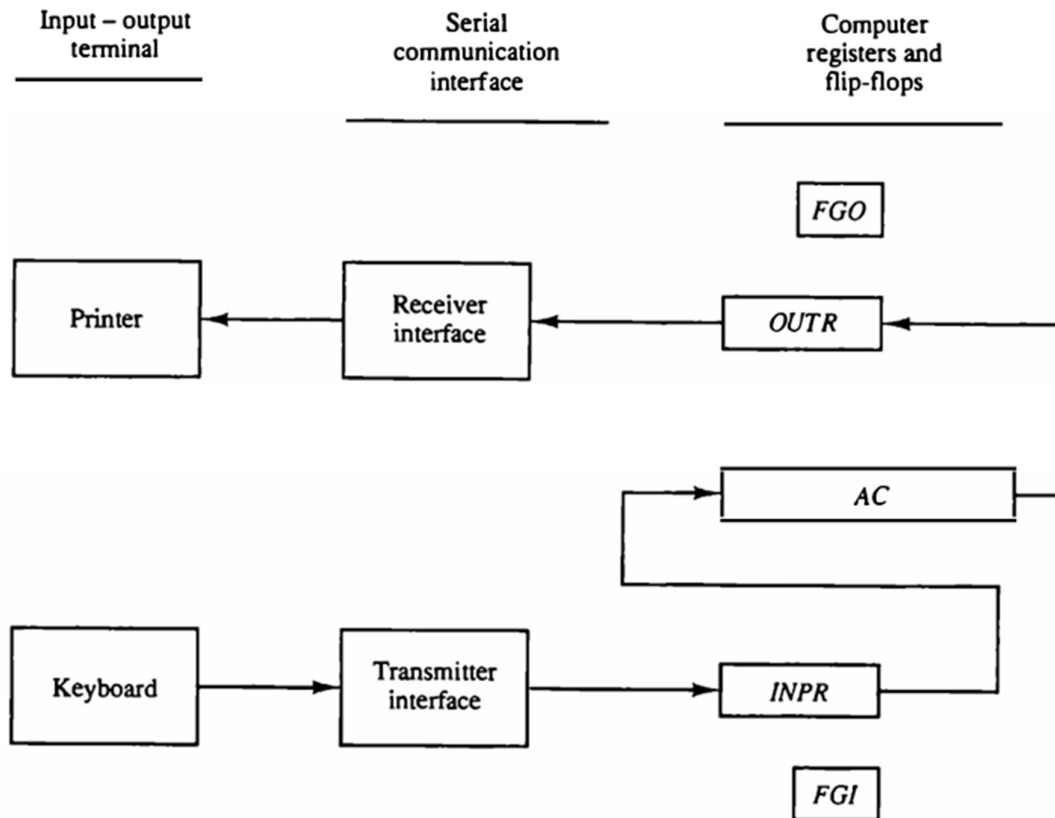 Input – output
terminal
Serial
communication
interface
Computer
registers and
flip-flops
FGO
Printer
Receiver
interface
OUTR
AC
Keyboard
Transmitter
interface
INPR
FGI